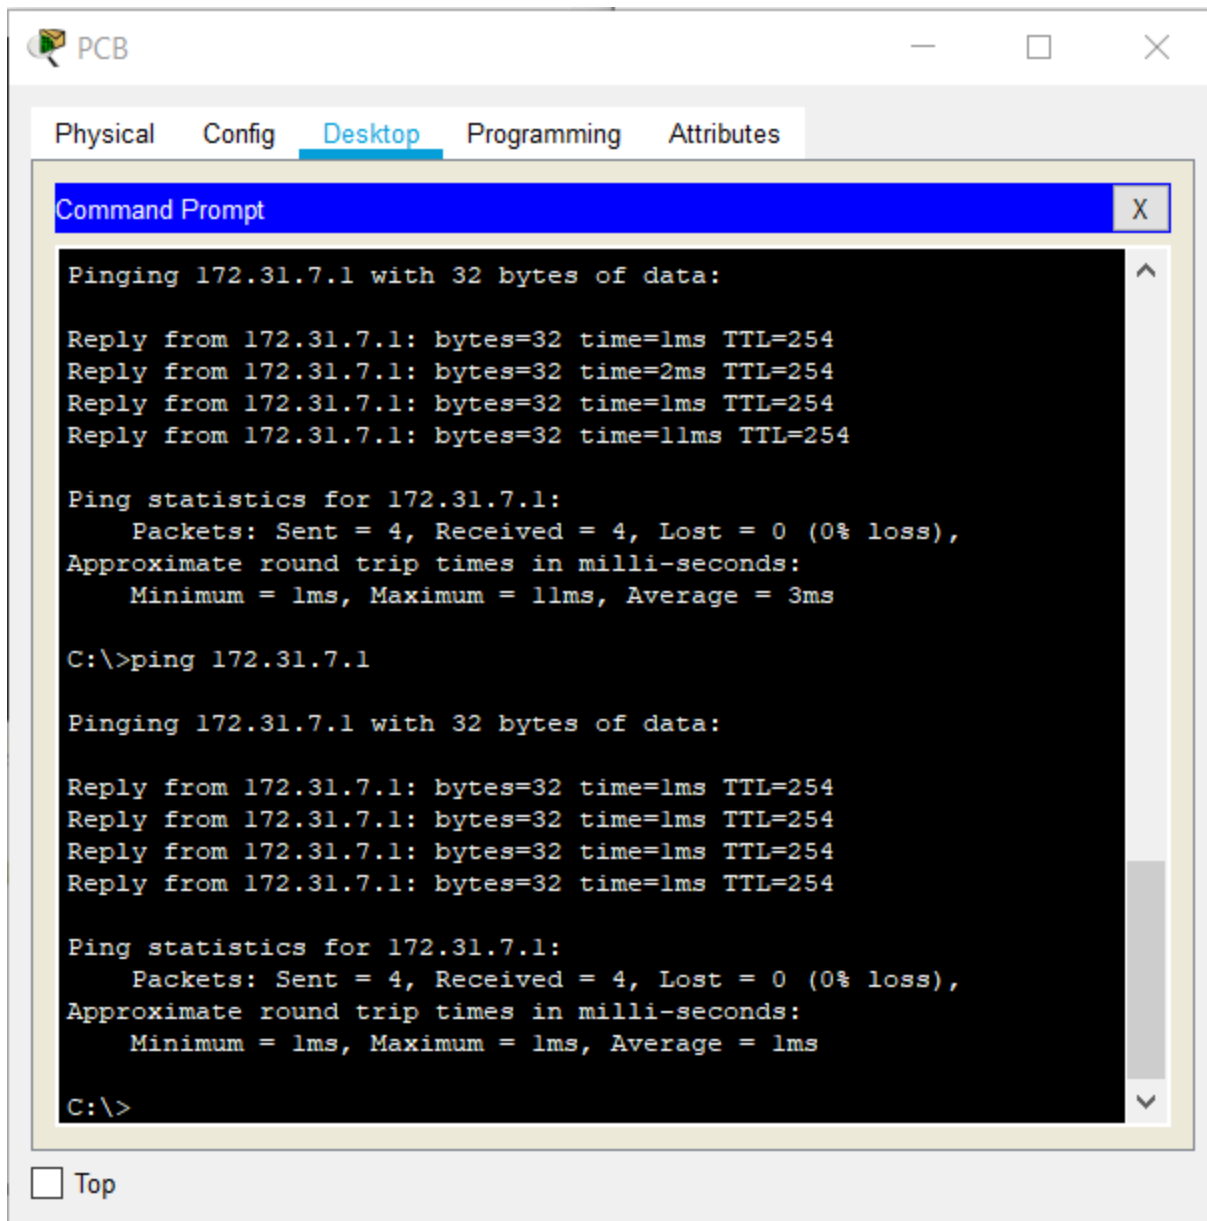 PCB
Physical Config Desktop Programming Attributes
Command Prompt X
Pinging 172.31.7.1 with 32 bytes of data:
Reply from 172.31.7.1: bytes=32 time=1ms TTL=254
Reply from 172.31.7.1: bytes=32 time=2ms TTL=254
Reply from 172.31.7.1: bytes=32 time=1ms TTL=254
Reply from 172.31.7.1: bytes=32 time=11ms TTL=254
Ping statistics for 172.31.7.1:
Packets: Sent = 4, Received = 4, Lost = 0 (0% loss),
Approximate round trip times in milli-seconds:
Minimum = 1ms, Maximum = 11ms, Average = 3ms
C:\>ping 172.31.7.1
Pinging 172.31.7.1 with 32 bytes of data:
Reply from 172.31.7.1: bytes=32 time=1ms TTL=254
Reply from 172.31.7.1: bytes=32 time=1ms TTL=254
Reply from 172.31.7.1: bytes=32 time=1ms TTL=254
Reply from 172.31.7.1: bytes=32 time=1ms TTL=254
Ping statistics for 172.31.7.1:
Packets: Sent = 4, Received = 4, Lost = 0 (0% loss),
Approximate round trip times in milli-seconds:
Minimum = 1ms, Maximum = 1ms, Average = 1ms
C:\>
Top